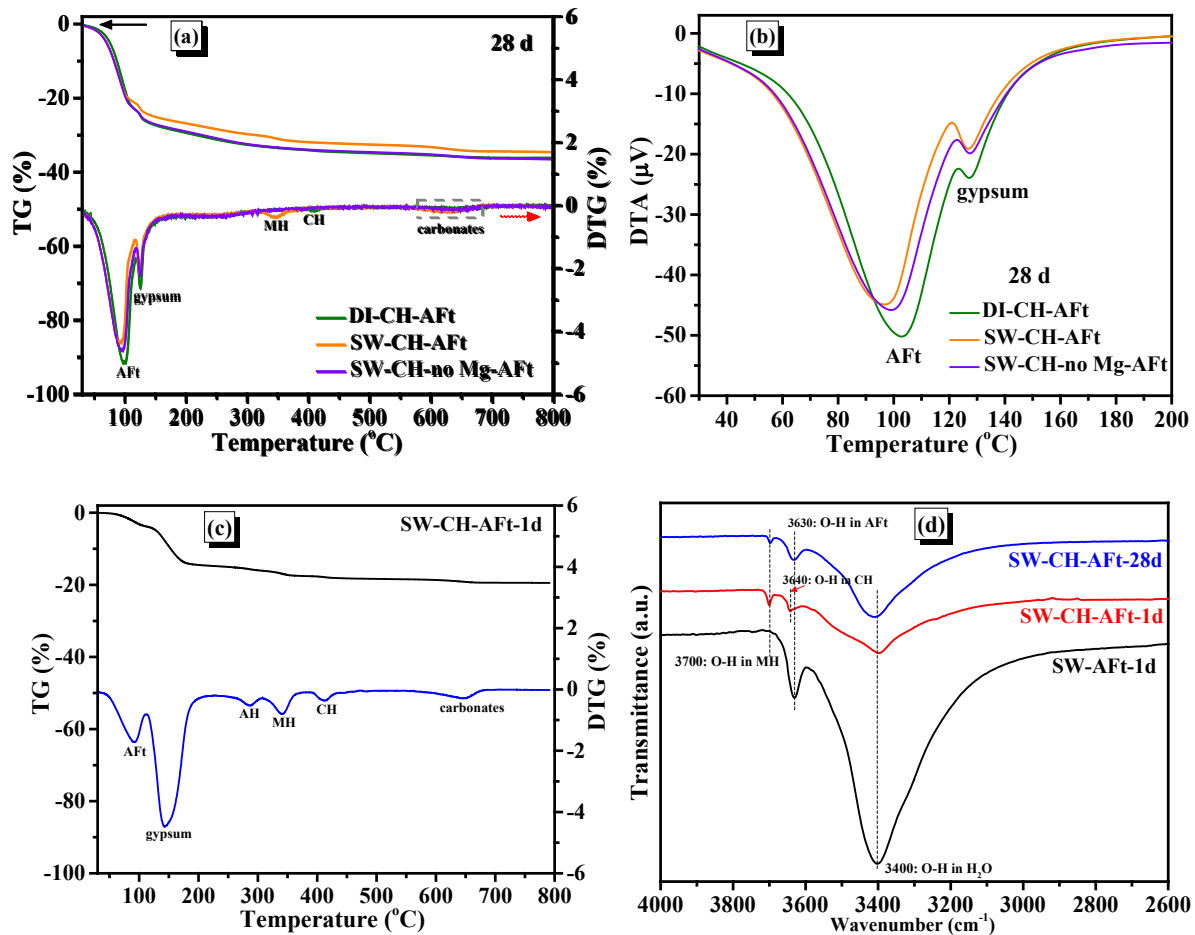 (a)
28 d
TG (%)
0
-20
-40
-60
-80
-100
6
4
2
0
-2
-4
-6
DTG (%)
MH
CH
carbonates
gypsum
AFt
DI-CH-AFt
SW-CH-AFt
SW-CH-no Mg-AFt
100 200 300 400 500 600 700 800
Temperature (°C)
(b)
DTA (μV)
0
-10
-20
-30
-40
-50
-60
gypsum
AFt
28 d
DI-CH-AFt
SW-CH-AFt
SW-CH-no Mg-AFt
40 60 80 100 120 140 160 180 200
Temperature (°C)
(c)
SW-CH-AFt-1d
TG (%)
0
-20
-40
-60
-80
-100
6
4
2
0
-2
-4
-6
DTG (%)
AFt
gypsum
AH
MH
CH
carbonates
100 200 300 400 500 600 700 800
Temperature (°C)
(d)
Transmittance (a.u.)
3630: O-H in AFt
SW-CH-AFt-28d
3640: O-H in CH
SW-CH-AFt-1d
3700: O-H in MH
SW-AFt-1d
3400: O-H in H₂O
4000 3800 3600 3400 3200 3000 2800 2600
Wavenumber (cm⁻¹)